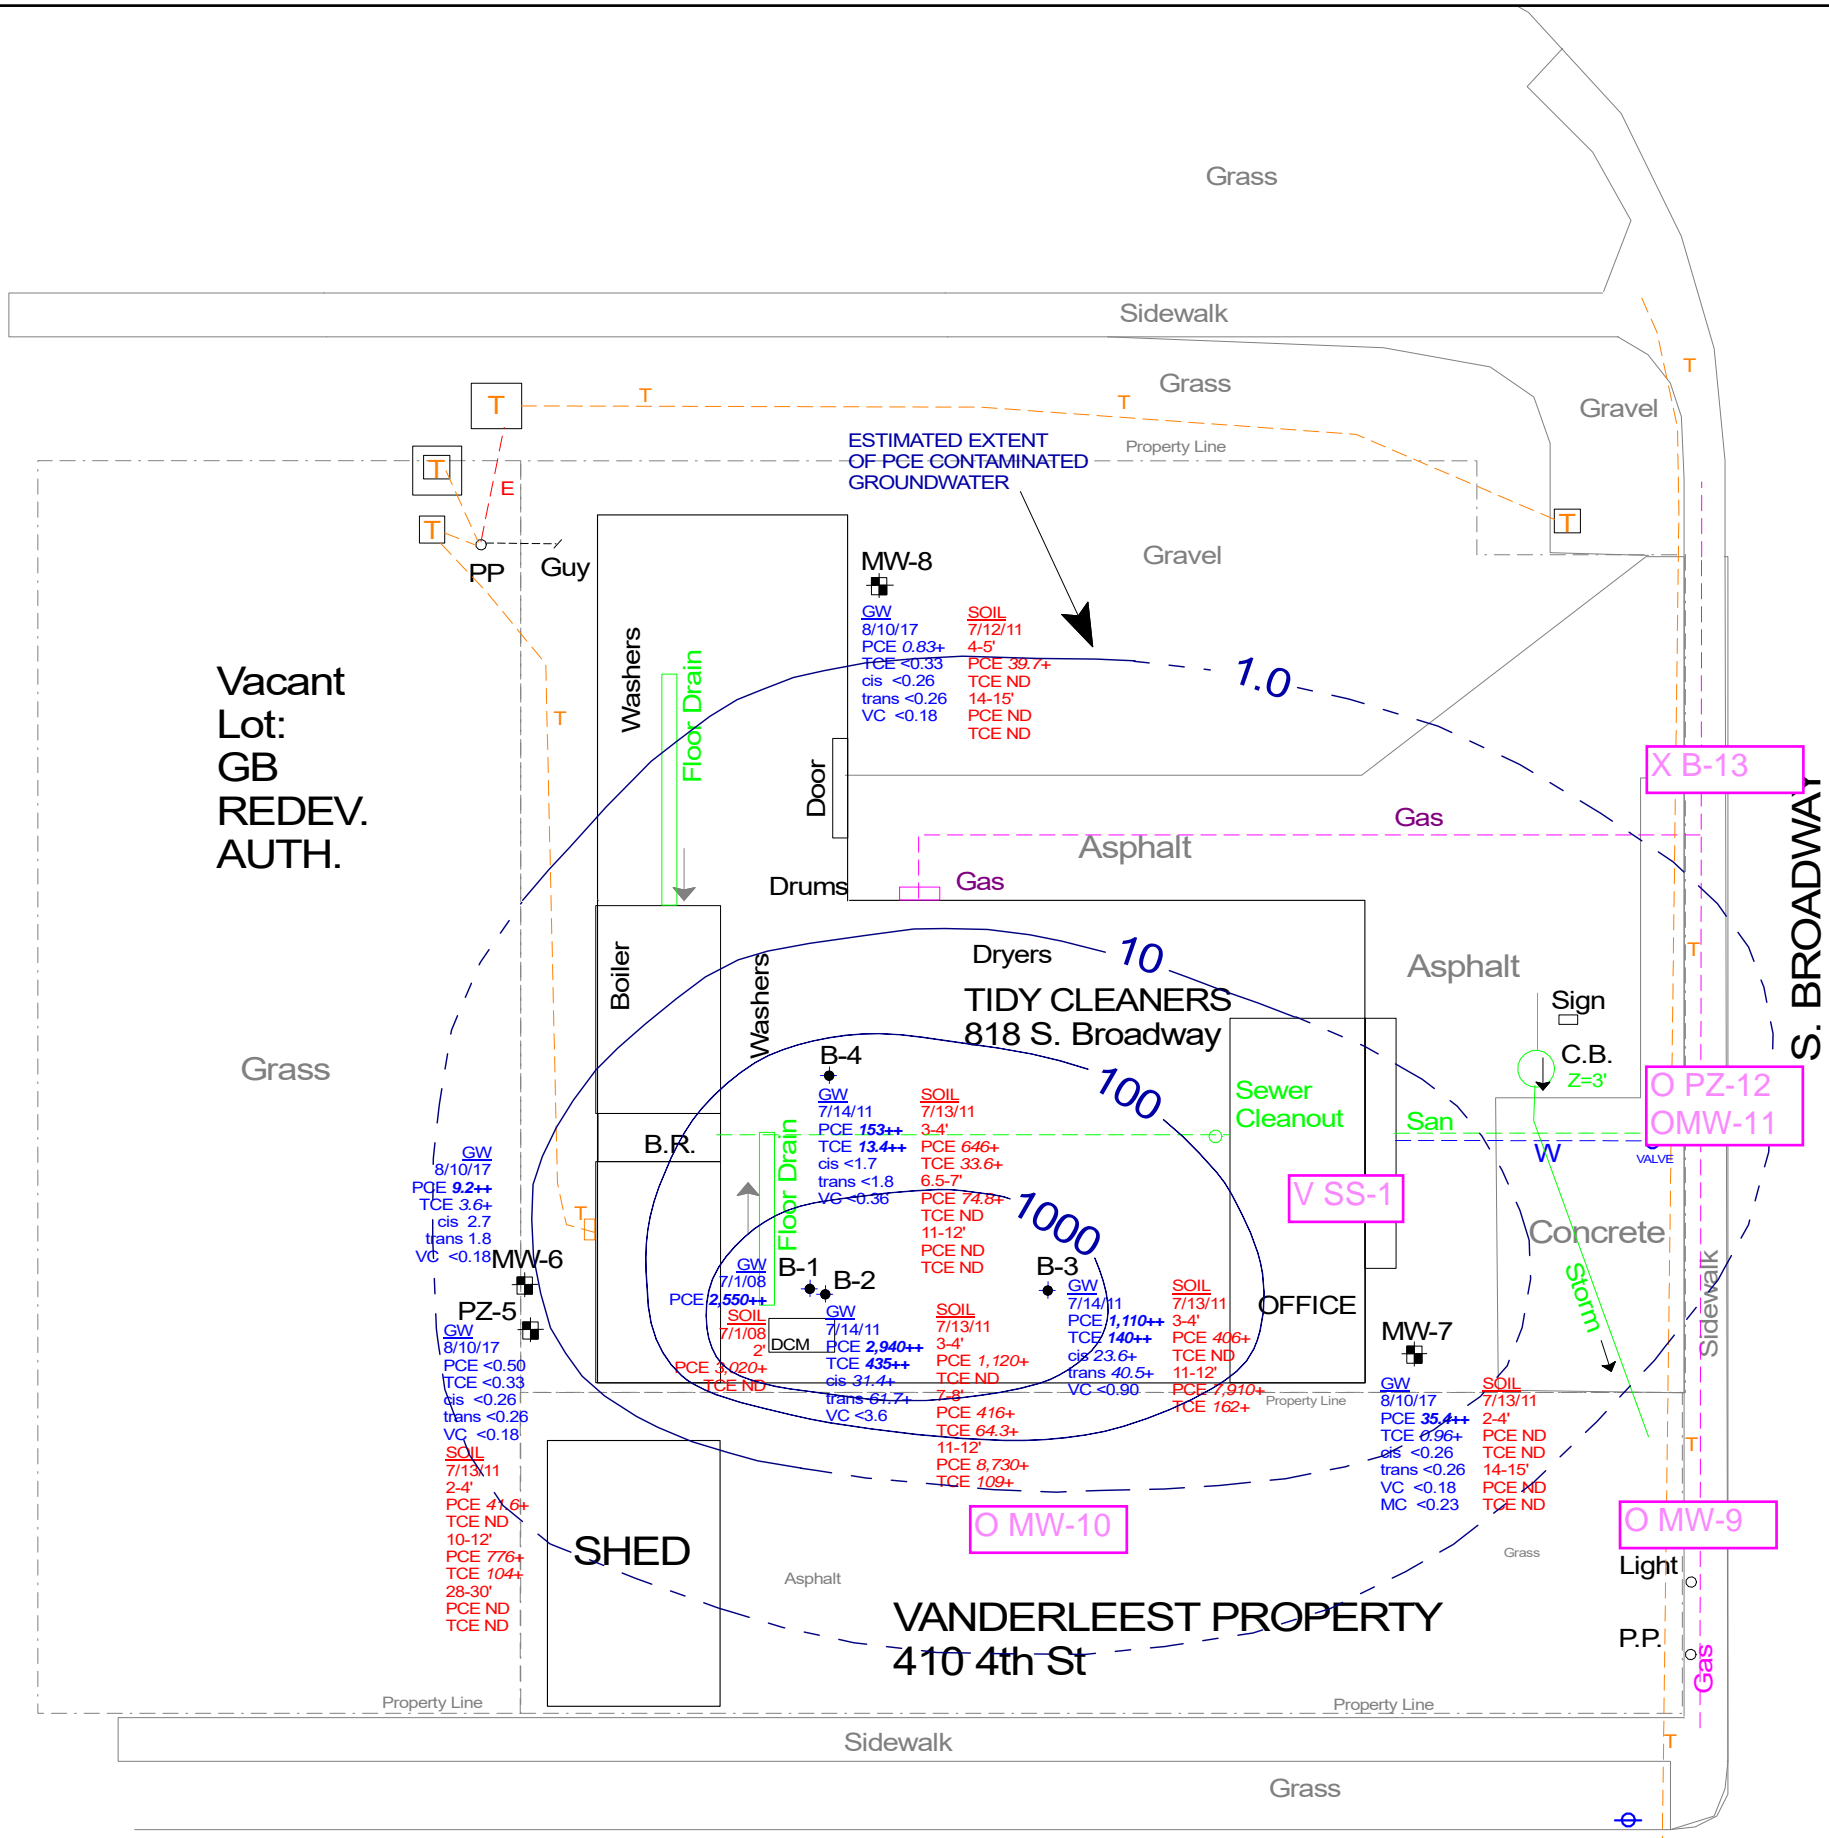 Grass
Sidewalk
Grass
Gravel
T
T
T
T
T
T
T
E
PP
Guy
Property Line
ESTIMATED EXTENT
OF PCE CONTAMINATED
GROUNDWATER
Gravel
T
MW-8
GW
8/10/17
PCE 0.83+
TCE <0.33
cis <0.26
trans <0.26
VC <0.18
SOIL
7/12/11
4-5'
PCE 39.7+
TCE ND
14-15'
PCE ND
TCE ND
1.0
Vacant
Lot:
GB
REDEV.
AUTH.
Washers
Floor Drain
Door
X B-13
Gas
Asphalt
Gas
Drums
S. BROADWAY
Boiler
Washers
Dryers
10
Asphalt
T
TIDY CLEANERS
818 S. Broadway
Sign
C.B.
Z=3'
Grass
B-4
GW
7/14/11
PCE 153++
TCE 13.4++
cis <1.7
trans <1.8
VC <0.36
SOIL
7/13/11
3-4'
PCE 646+
TCE 33.6+
6.5-7'
PCE 74.8+
TCE ND
11-12'
PCE ND
TCE ND
100
Sewer
Cleanout
San
W
VALVE
O PZ-12
OMW-11
B.R.
Floor Drain
1000
V SS-1
Concrete
Storm
Sidewalk
T
GW
8/10/17
PCE 9.2++
TCE 3.6+
cis 2.7
trans 1.8
VC <0.18
MW-6
PZ-5
GW
8/10/17
PCE <0.50
TCE <0.33
cis <0.26
trans <0.26
VC <0.18
SOIL
7/13/11
2-4'
PCE 41.6+
TCE ND
10-12'
PCE 776+
TCE 104+
28-30'
PCE ND
TCE ND
B-1
GW
7/1/08
PCE 2,550++
SOIL
7/1/08
2'
PCE 3,020+
TCE ND
DCM
B-2
GW
7/14/11
PCE 2,940++
TCE 435++
cis 31.4+
trans 61.7+
VC <3.6
SOIL
7/13/11
3-4'
PCE 1,120+
TCE ND
7-8'
PCE 416+
TCE 64.3+
11-12'
PCE 8,730+
TCE 109+
B-3
GW
7/14/11
PCE 1,110++
TCE 140++
cis 23.6+
trans 40.5+
VC <0.90
SOIL
7/13/11
3-4'
PCE 406+
TCE ND
11-12'
PCE 7,910+
TCE 162+
OFFICE
Property Line
MW-7
GW
8/10/17
PCE 35.4++
TCE 0.96+
cis <0.26
trans <0.26
VC <0.18
MC <0.23
SOIL
7/13/11
2-4'
PCE ND
TCE ND
14-15'
PCE ND
TCE ND
T
O MW-10
O MW-9
SHED
Asphalt
Grass
Light
VANDERLEEST PROPERTY
410 4th St
P.P.
Gas
Property Line
Property Line
Sidewalk
T
Grass